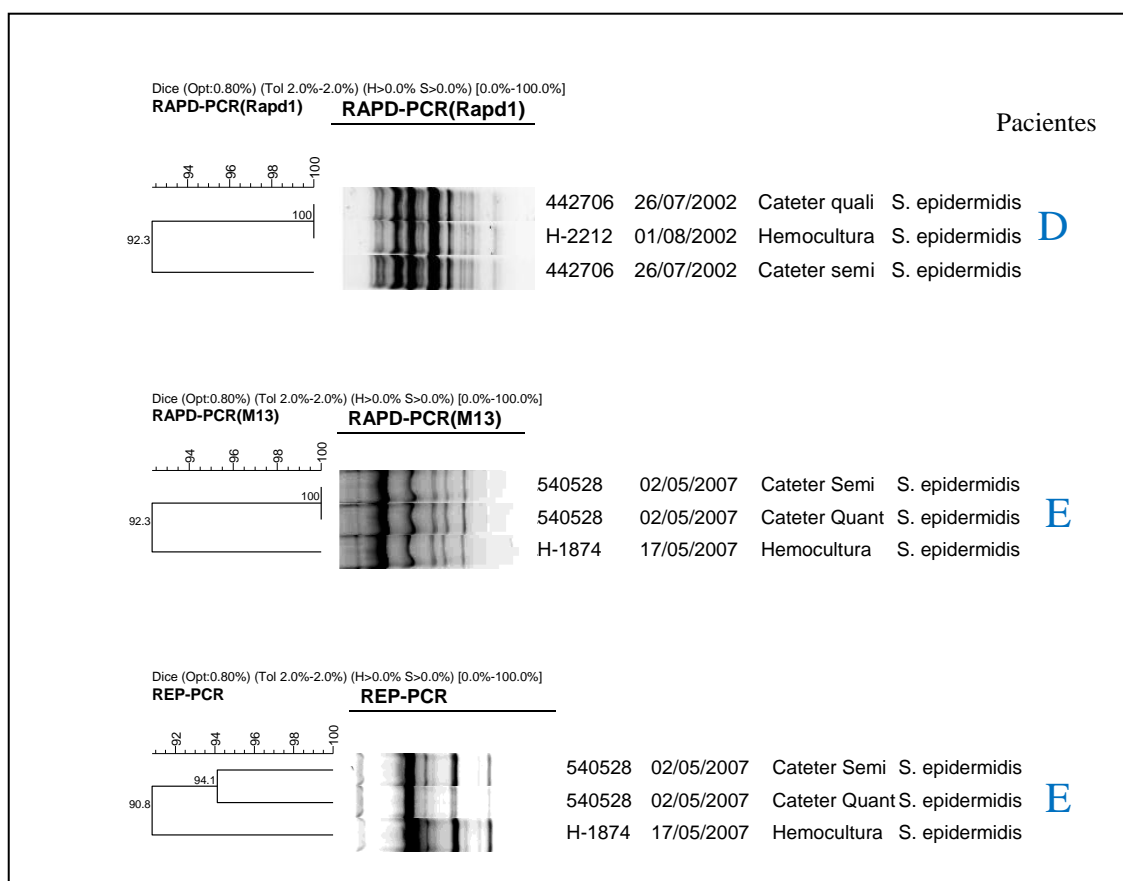 Dice (Opt:0.80%) (Tol 2.0%-2.0%) (H>0.0% S>0.0%) [0.0%-100.0%]
RAPD-PCR(Rapd1) RAPD-PCR(Rapd1)
Pacientes
94 96 98 100
100
442706 26/07/2002 Cateter quali S. epidermidis
92.3 H-2212 01/08/2002 Hemocultura S. epidermidis D
442706 26/07/2002 Cateter semi S. epidermidis
Dice (Opt:0.80%) (Tol 2.0%-2.0%) (H>0.0% S>0.0%) [0.0%-100.0%]
RAPD-PCR(M13) RAPD-PCR(M13)
94 96 98 100
540528 02/05/2007 Cateter Semi S. epidermidis
100
92.3 540528 02/05/2007 Cateter Quant S. epidermidis E
H-1874 17/05/2007 Hemocultura S. epidermidis
Dice (Opt:0.80%) (Tol 2.0%-2.0%) (H>0.0% S>0.0%) [0.0%-100.0%]
REP-PCR REP-PCR
92 94 96 98 100
540528 02/05/2007 Cateter Semi S. epidermidis
94.1
90.8 540528 02/05/2007 Cateter Quant S. epidermidis E
H-1874 17/05/2007 Hemocultura S. epidermidis